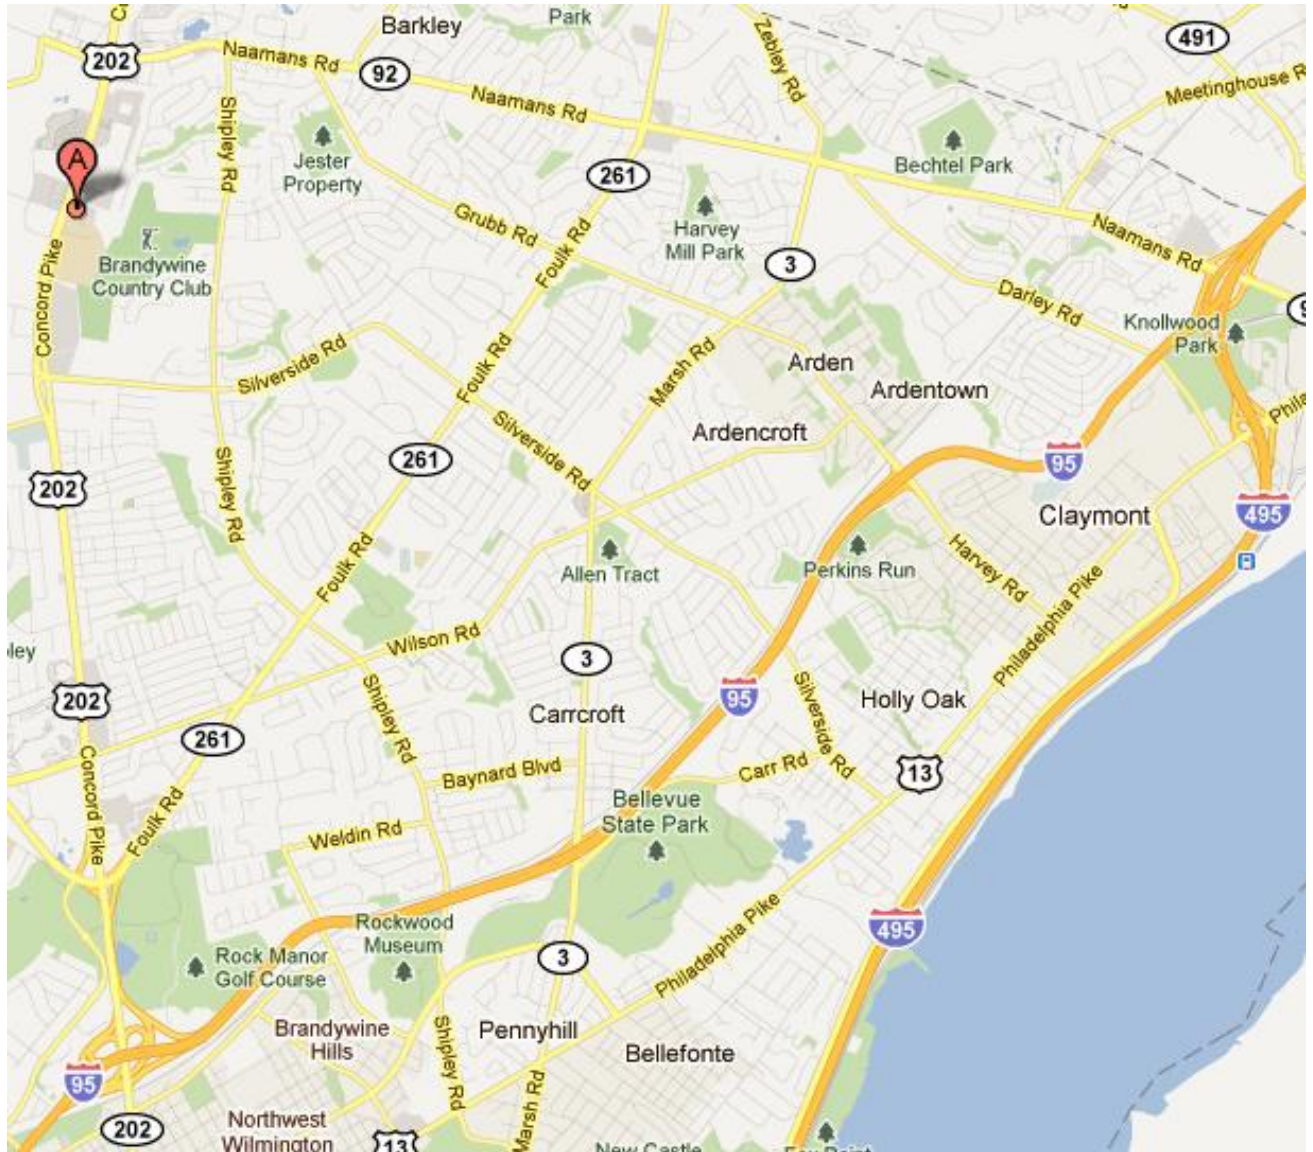 Barkley
Park
Zebley Rd
491
202
Naamans Rd
92
Naamans Rd
Meetinghouse R
Shipley Rd
A
Jester
Property
261
Bechtel Park
Grubb Rd
Foulk Rd
Harvey
Mill Park
3
Naamans Rd
Concord Pike
Brandywine
Country Club
Darley Rd
Knollwood
Park
Silverside Rd
Foulk Rd
Marsh Rd
Arden
Ardentown
Phila
Silverside Rd
Ardencroft
261
95
202
Shipley Rd
Claymont
495
Foulk Rd
Allen Tract
Perkins Run
Harvey Rd
Philadelphia Pike
Wilson Rd
ley
3
202
Shipley Rd
95
Silverside Rd
Holly Oak
Carrcroft
261
Concord Pike
Baynard Blvd
Carr Rd
13
Foulk Rd
Weldin Rd
Bellevue
State Park
Rockwood
Museum
495
Rock Manor
Golf Course
3
Philadelphia Pike
Brandywine
Hills
Shipley Rd
Pennyhill
Bellefonte
95
Marsh Rd
202
Northwest
Wilmington
13
New Castle
Fox Point